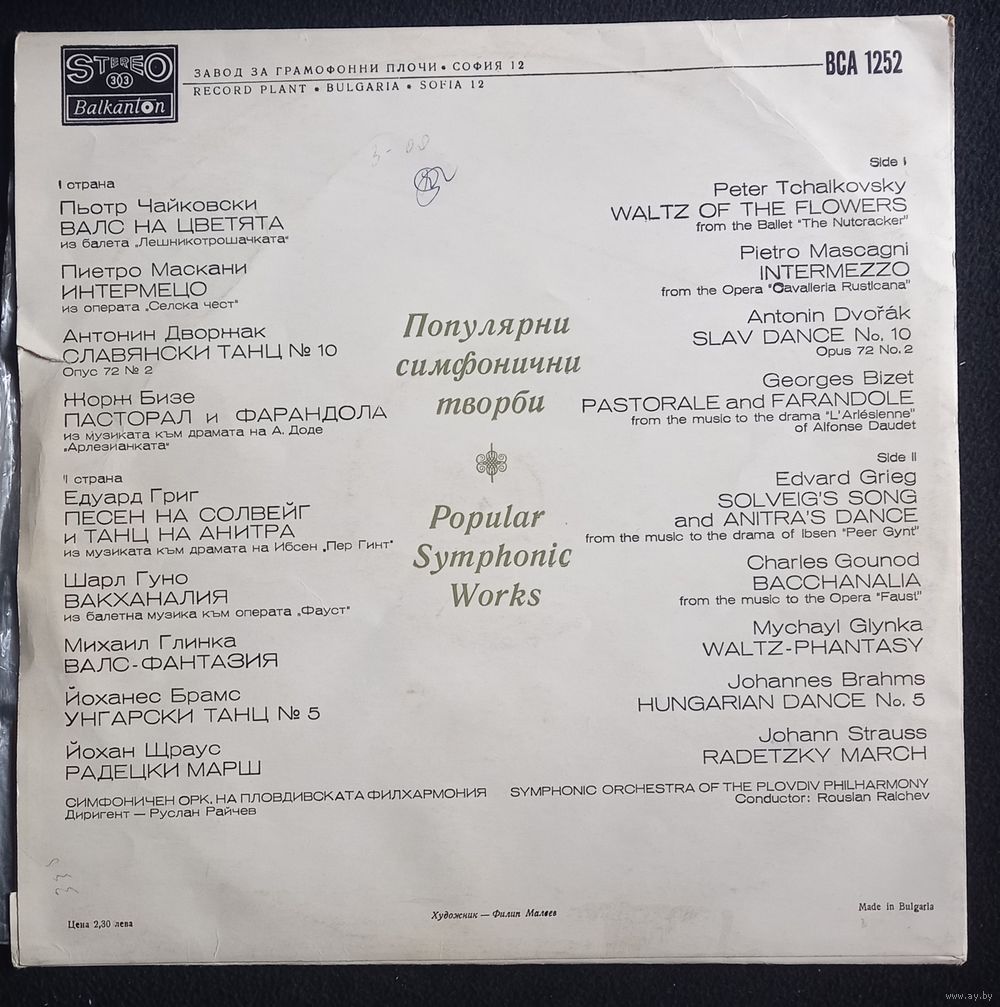 STEREO
33
Balkanton
ЗАВОД ЗА ГРАМОФОННИ ПЛОЧИ • СОФИЯ 12
RECORD PLANT • BULGARIA • SOFIA 12
ВСА 1252
I страна
Пьотр Чайковски
ВАЛС НА ЦВЕТЯТА
из балета „Лешникотрошачката"
Пиетро Маскани
ИНТЕРМЕЦО
из операта „Селска чест"
Антонин Дворжак
СЛАВЯНСКИ ТАНЦ № 10
Опус 72 № 2
Жорж Бизе
ПАСТОРАЛ и ФАРАНДОЛА
из музиката към драмата на А. Доде
„Арлезианката"
II страна
Едуард Григ
ПЕСЕН НА СОЛВЕЙГ
и ТАНЦ НА АНИТРА
из музиката към драмата на Ибсен „Пер Гинт"
Шарл Гуно
ВАКХАНАЛИЯ
из балетна музика към операта „Фауст"
Михаил Глинка
ВАЛС-ФАНТАЗИЯ
Йоханес Брамс
УНГАРСКИ ТАНЦ № 5
Йохан Щраус
РАДЕЦКИ МАРШ
СИМФОНИЧЕН ОРК. НА ПЛОВДИВСКАТА ФИЛХАРМОНИЯ
Диригент — Руслан Райчев
Популярни
симфонични
творби
Popular
Symphonic
Works
Side I
Peter Tchaikovsky
WALTZ OF THE FLOWERS
from the Ballet "The Nutcracker"
Pietro Mascagni
INTERMEZZO
from the Opera "Cavalleria Rusticana"
Antonin Dvořák
SLAV DANCE No. 10
Opus 72 No. 2
Georges Bizet
PASTORALE and FARANDOLE
from the music to the drama "L'Arlésienne"
of Alfonse Daudet
Side II
Edvard Grieg
SOLVEIG'S SONG
and ANITRA'S DANCE
from the music to the drama of Ibsen "Peer Gynt"
Charles Gounod
BACCHANALIA
from the music to the Opera "Faust"
Mychayl Glynka
WALTZ-PHANTASY
Johannes Brahms
HUNGARIAN DANCE No. 5
Johann Strauss
RADETZKY MARCH
SYMPHONIC ORCHESTRA OF THE PLOVDIV PHILHARMONY
Conductor: Rouslan Raichev
Цена 2,30 лева
Художник — Филип Малеев
Made in Bulgaria
www.ay.by